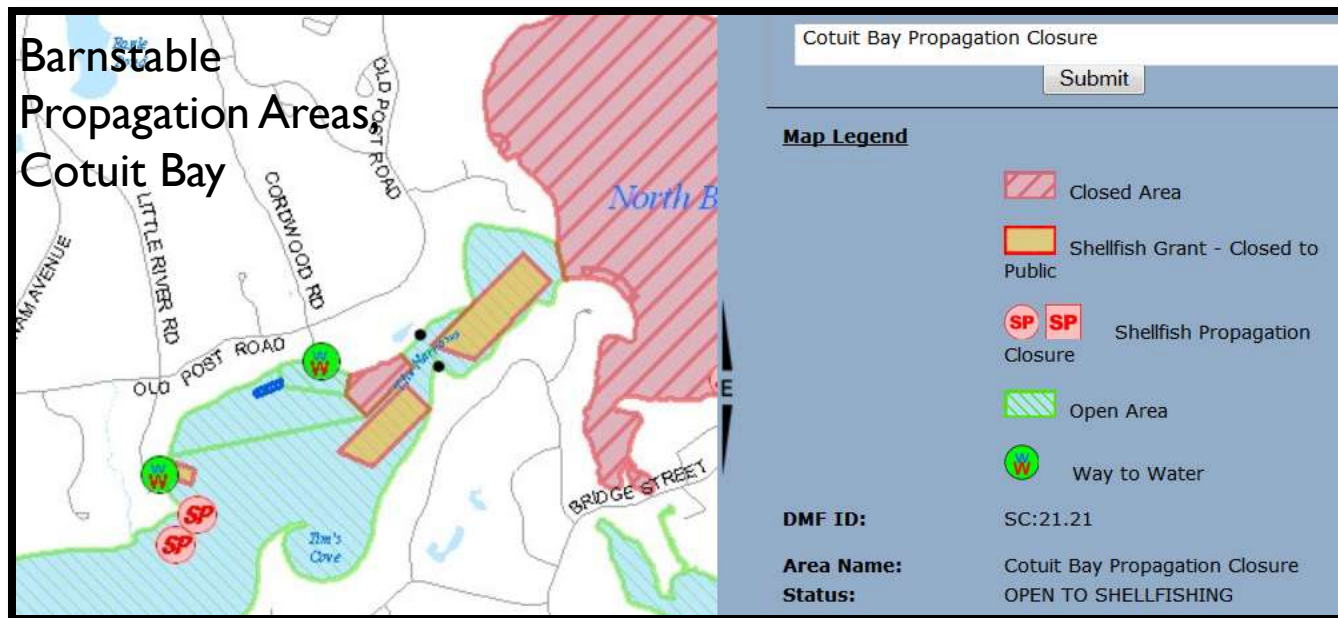 Barnstable
Propagation Areas,
Cotuit Bay
OLD POST ROAD
North B
CORDWOOD RD
LITTLE RIVER RD
NAM AVENUE
OLD POST ROAD
The Narrows
W
W
W
W
SP
SP
Tim's
Cove
BRIDGE STREET
E
Cotuit Bay Propagation Closure
Submit
Map Legend
Closed Area
Shellfish Grant - Closed to
Public
SP SP Shellfish Propagation
Closure
Open Area
W
W
Way to Water
DMF ID: SC:21.21
Area Name: Cotuit Bay Propagation Closure
Status: OPEN TO SHELLFISHING